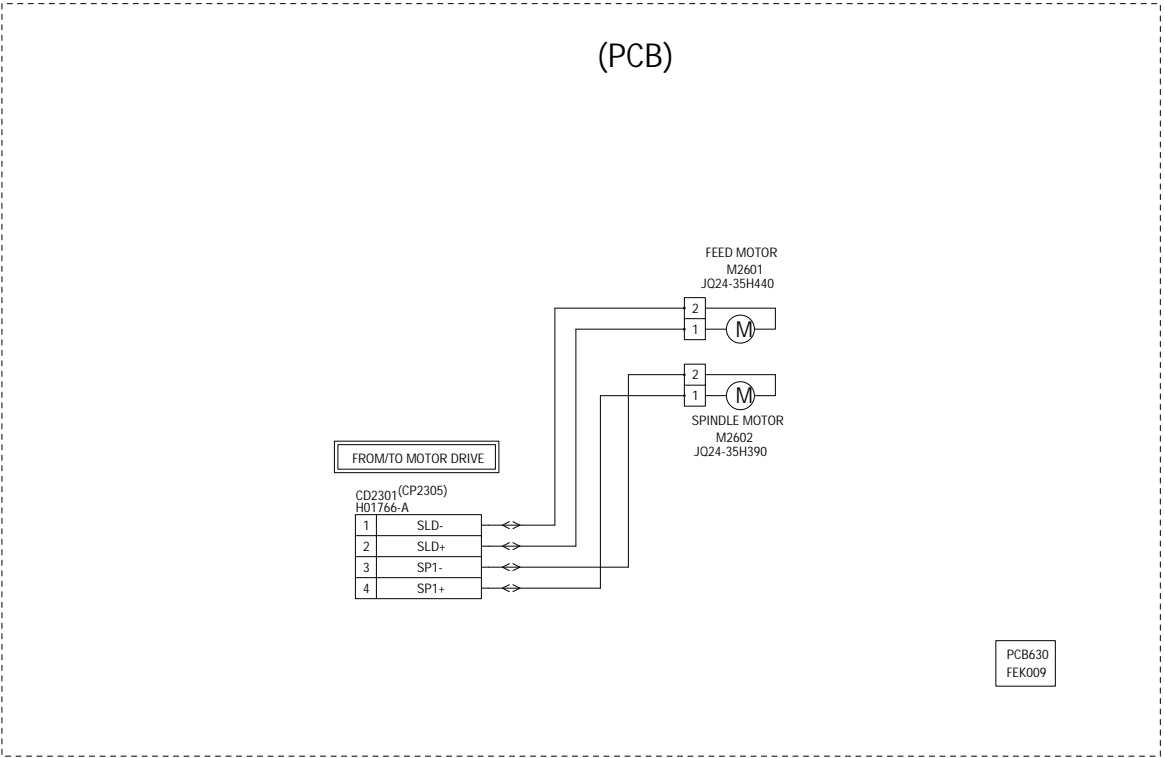 (PCB)
FEED MOTOR
M2601
JQ24-35H440
2
1
M
2
1
M
SPINDLE MOTOR
M2602
JQ24-35H390
FROM/TO MOTOR DRIVE
CD2301(CP2305)
H01766-A
1 SLD-
2 SLD+
3 SP1-
4 SP1+
PCB630
FEK009